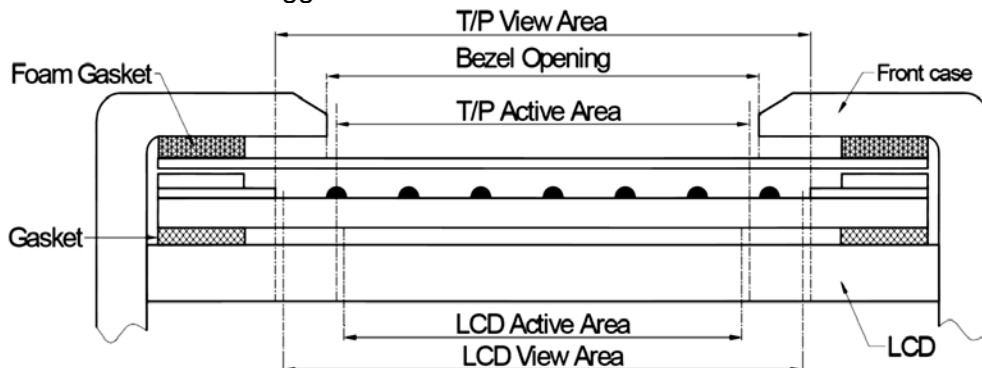 T/P View Area
Bezel Opening
Foam Gasket
Front case
T/P Active Area
Gasket
LCD Active Area
LCD
LCD View Area